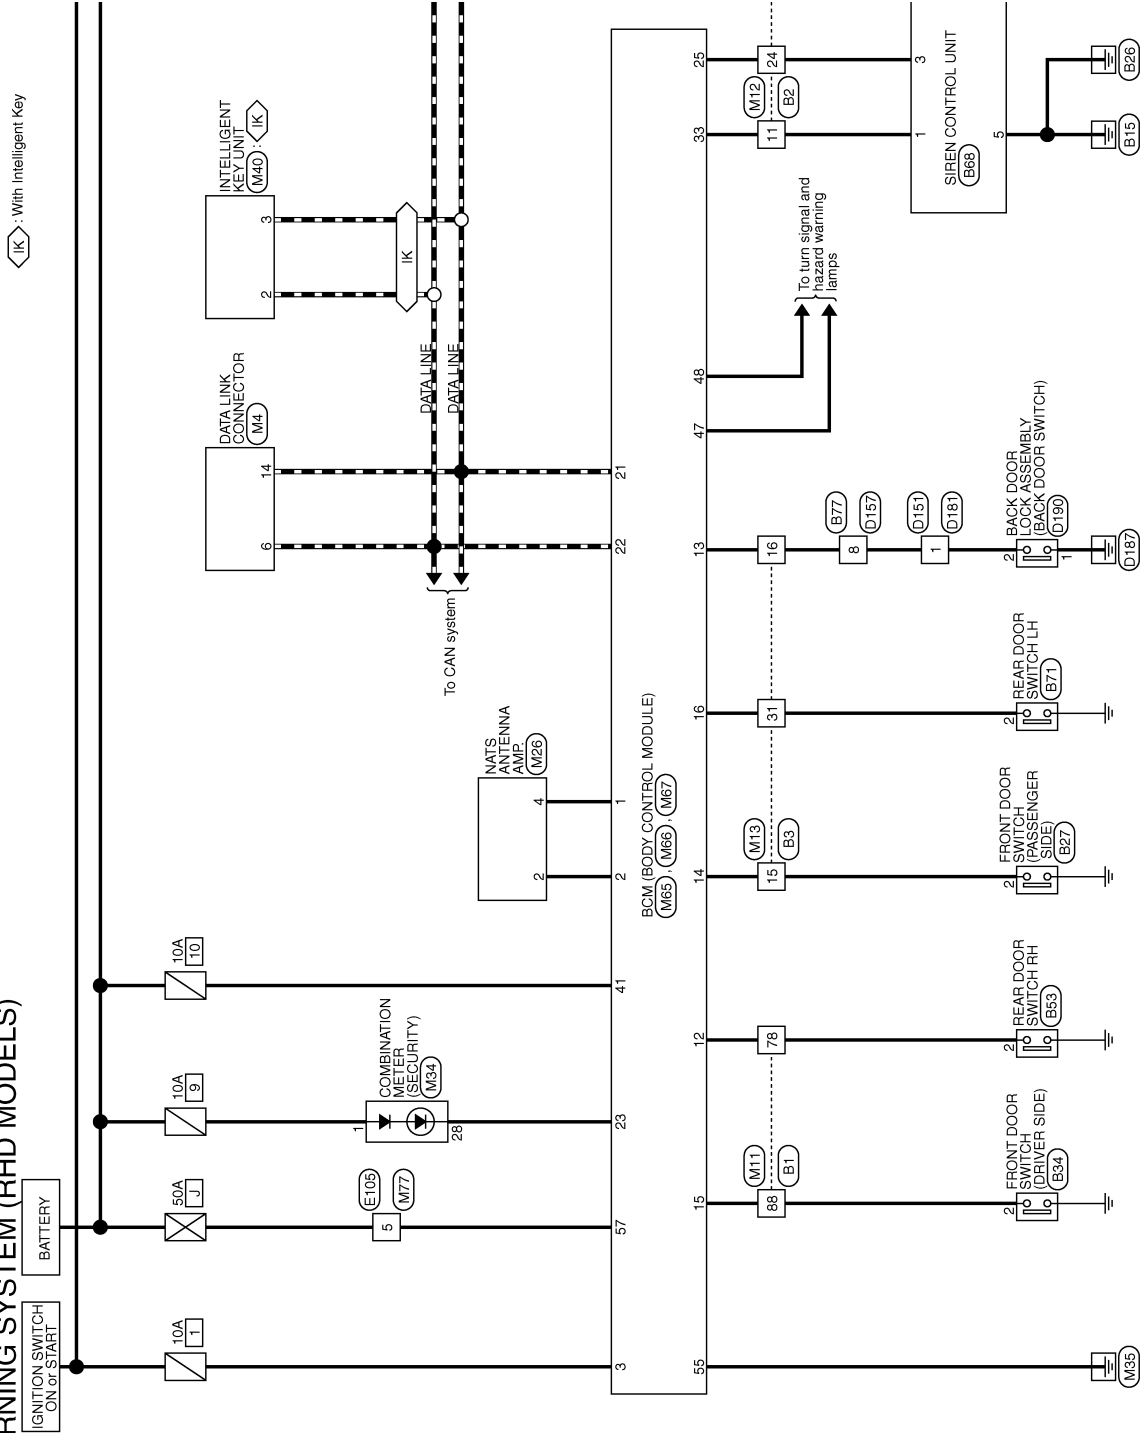 RNING SYSTEM (RHD MODELS)
IK : With Intelligent Key
IGNITION SWITCH
ON or START
BATTERY
10A
1
50A
J
10A
9
10A
10
DATA LINK
CONNECTOR
M4
INTELLIGENT
KEY UNIT
M40 : IK
6
14
2
3
IK
5
E105
M77
COMBINATION
METER
(SECURITY)
M34
1
28
NATS
ANTENNA
AMP.
M26
2
4
To CAN system
DATA LINE
DATA LINE
3
57
23
41
2
1
22
21
BCM (BODY CONTROL MODULE)
M65 , M66 , M67
55
15
12
14
16
13
47
48
33
25
88
M11
B1
78
15
M13
B3
31
16
11
M12
B2
24
8
B77
D157
1
D151
D181
To turn signal and
hazard warning
lamps
1
3
5
SIREN CONTROL UNIT
B68
2
FRONT DOOR
SWITCH
(DRIVER SIDE)
B34
2
REAR DOOR
SWITCH RH
B53
2
FRONT DOOR
SWITCH
(PASSENGER
SIDE)
B27
2
REAR DOOR
SWITCH LH
B71
2
1
BACK DOOR
LOCK ASSEMBLY
(BACK DOOR SWITCH)
D190
M35
D187
B15
B26